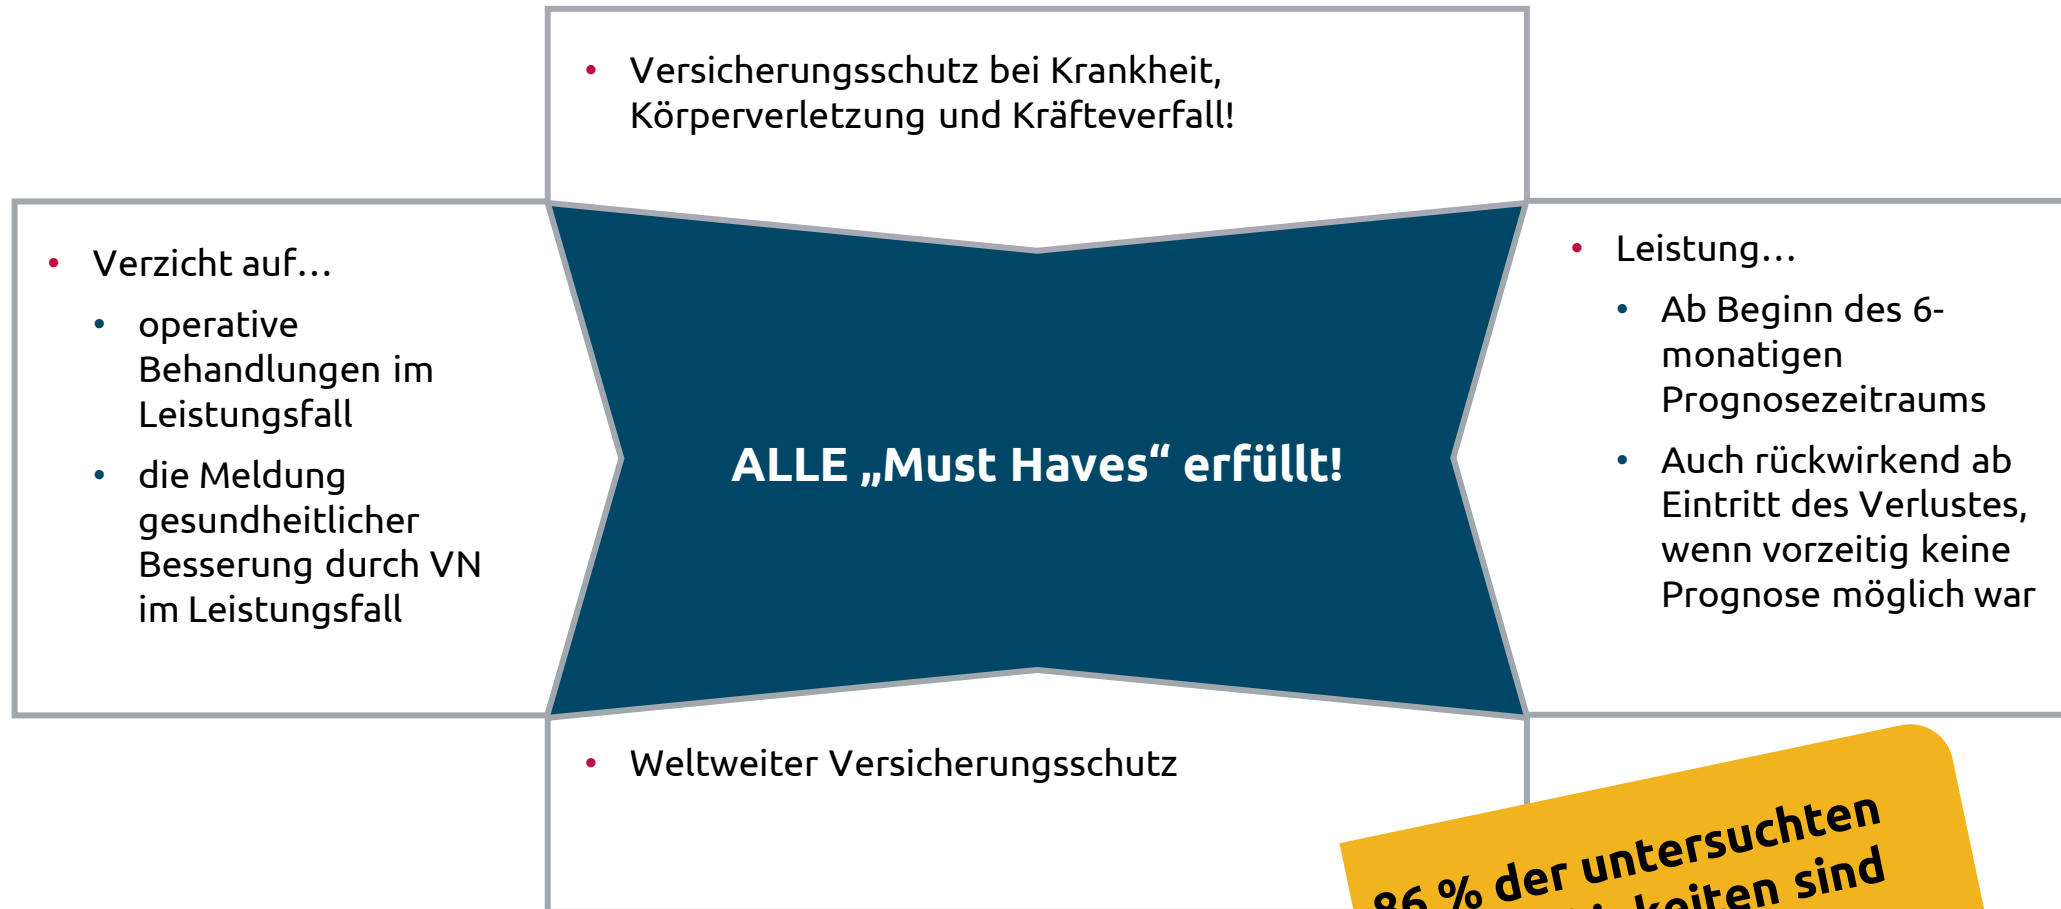 • Versicherungsschutz bei Krankheit,
Körperverletzung und Kräfteverfall!
• Verzicht auf…
• operative
Behandlungen im
Leistungsfall
• die Meldung
gesundheitlicher
Besserung durch VN
im Leistungsfall
ALLE „Must Haves“ erfüllt!
• Leistung…
• Ab Beginn des 6-
monatigen
Prognosezeitraums
• Auch rückwirkend ab
Eintritt des Verlustes,
wenn vorzeitig keine
Prognose möglich war
• Weltweiter Versicherungsschutz
86 % der untersuchten
sind